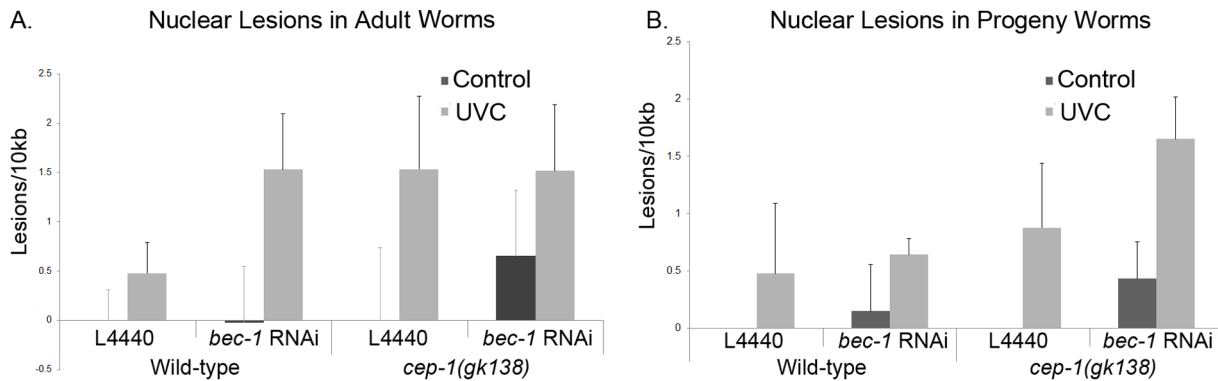 A. Nuclear Lesions in Adult Worms
Lesions/10kb
2.5
2
1.5
1
0.5
0
-0.5
Control
UVC
L4440 bec-1 RNAi L4440 bec-1 RNAi
Wild-type cep-1(gk138)
B. Nuclear Lesions in Progeny Worms
Lesions/10kb
2.5
2
1.5
1
0.5
0
Control
UVC
L4440 bec-1 RNAi L4440 bec-1 RNAi
Wild-type cep-1(gk138)